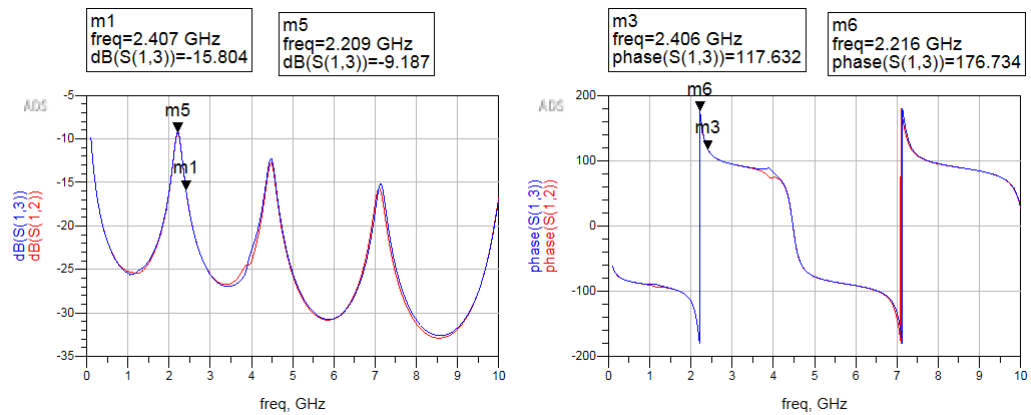 m1
freq=2.407 GHz
dB(S(1,3))=-15.804
m5
freq=2.209 GHz
dB(S(1,3))=-9.187
ADS
-5
-10
-15
-20
-25
-30
-35
m5
m1
dB(S(1,3))
dB(S(1,2))
0 1 2 3 4 5 6 7 8 9 10
freq, GHz
m3
freq=2.406 GHz
phase(S(1,3))=117.632
m6
freq=2.216 GHz
phase(S(1,3))=176.734
ADS
200
100
0
-100
-200
m6
m3
phase(S(1,3))
phase(S(1,2))
0 1 2 3 4 5 6 7 8 9 10
freq, GHz